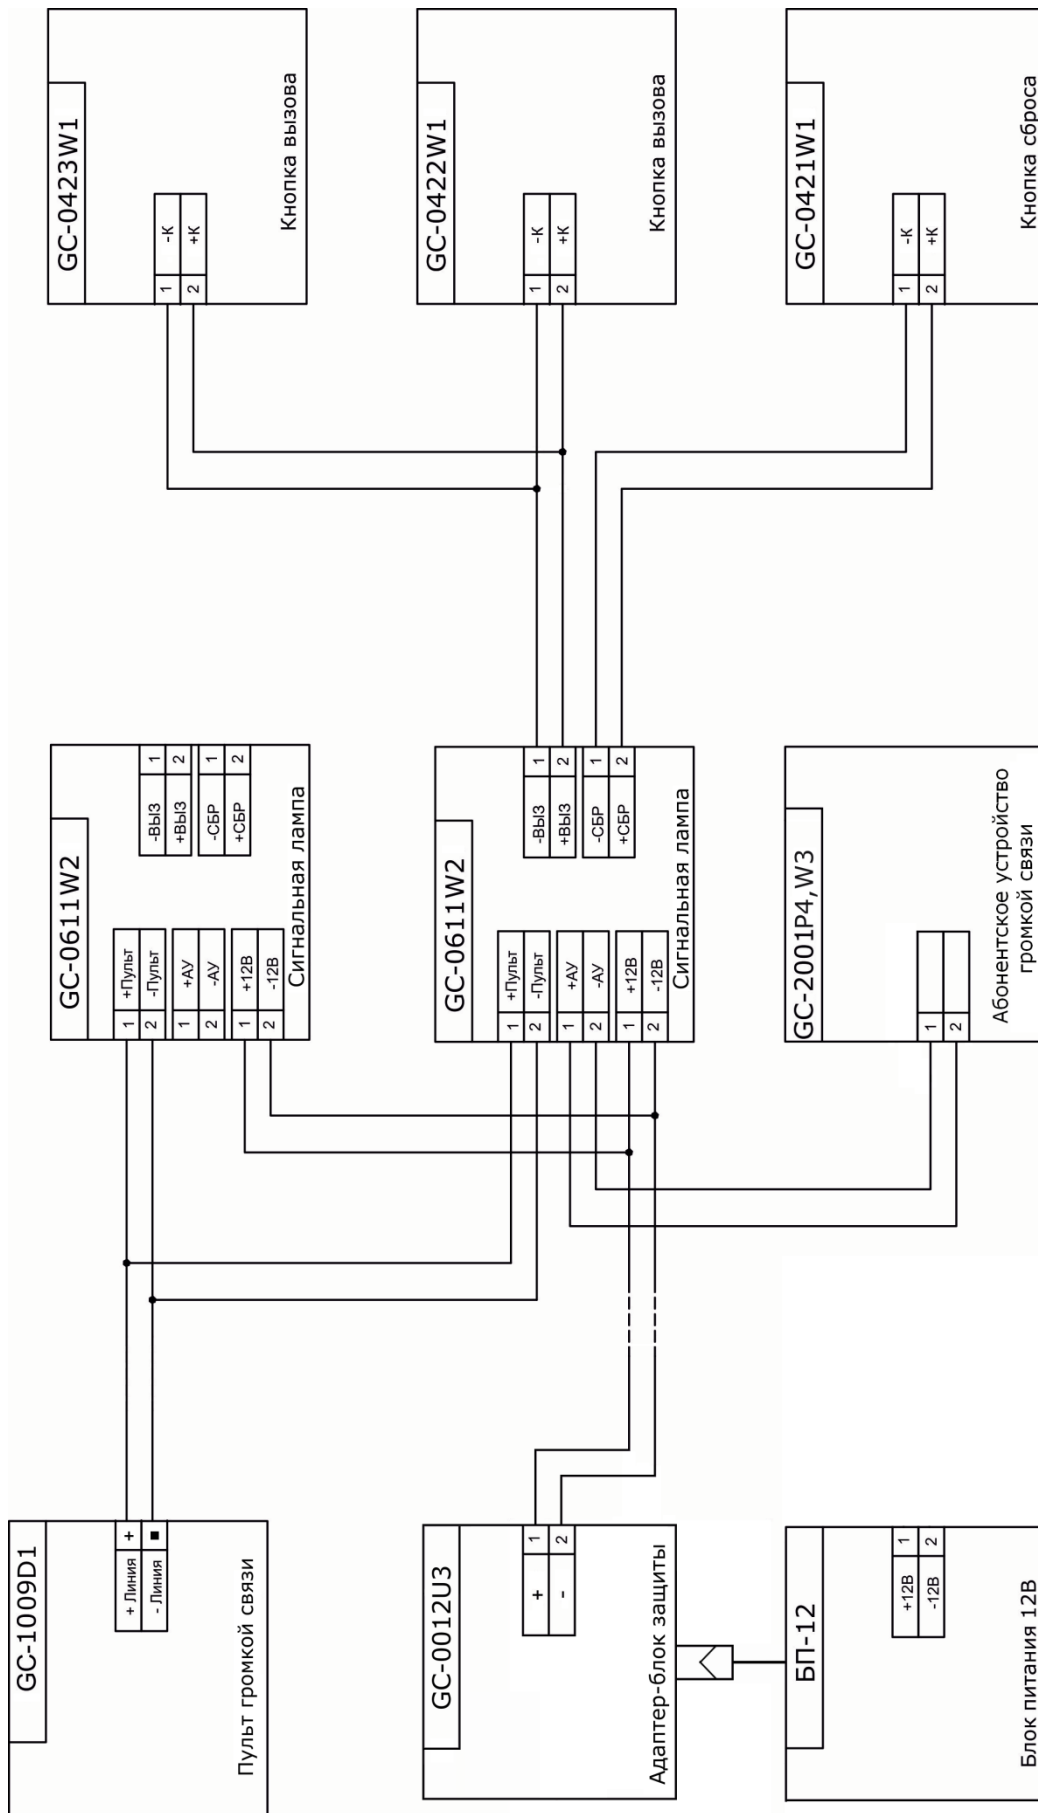 GC-1009D1
+ Линия +
- Линия ■
Пульт громкой связи
GC-0611W2
1 +Пульт
2 -Пульт
1 +АУ
2 -АУ
1 +12В
2 -12В
-ВЫЗ 1
+ВЫЗ 2
-СБР 1
+СБР 2
Сигнальная лампа
GC-0423W1
1 -К
2 +К
Кнопка вызова
GC-0012U3
+ 1
- 2
Адаптер-блок защиты
GC-0611W2
1 +Пульт
2 -Пульт
1 +АУ
2 -АУ
1 +12В
2 -12В
-ВЫЗ 1
+ВЫЗ 2
-СБР 1
+СБР 2
Сигнальная лампа
GC-0422W1
1 -К
2 +К
Кнопка вызова
БП-12
+12В 1
-12В 2
Блок питания 12В
GC-2001P4,W3
1
2
Абонентское устройство
громкой связи
GC-0421W1
1 -К
2 +К
Кнопка сброса